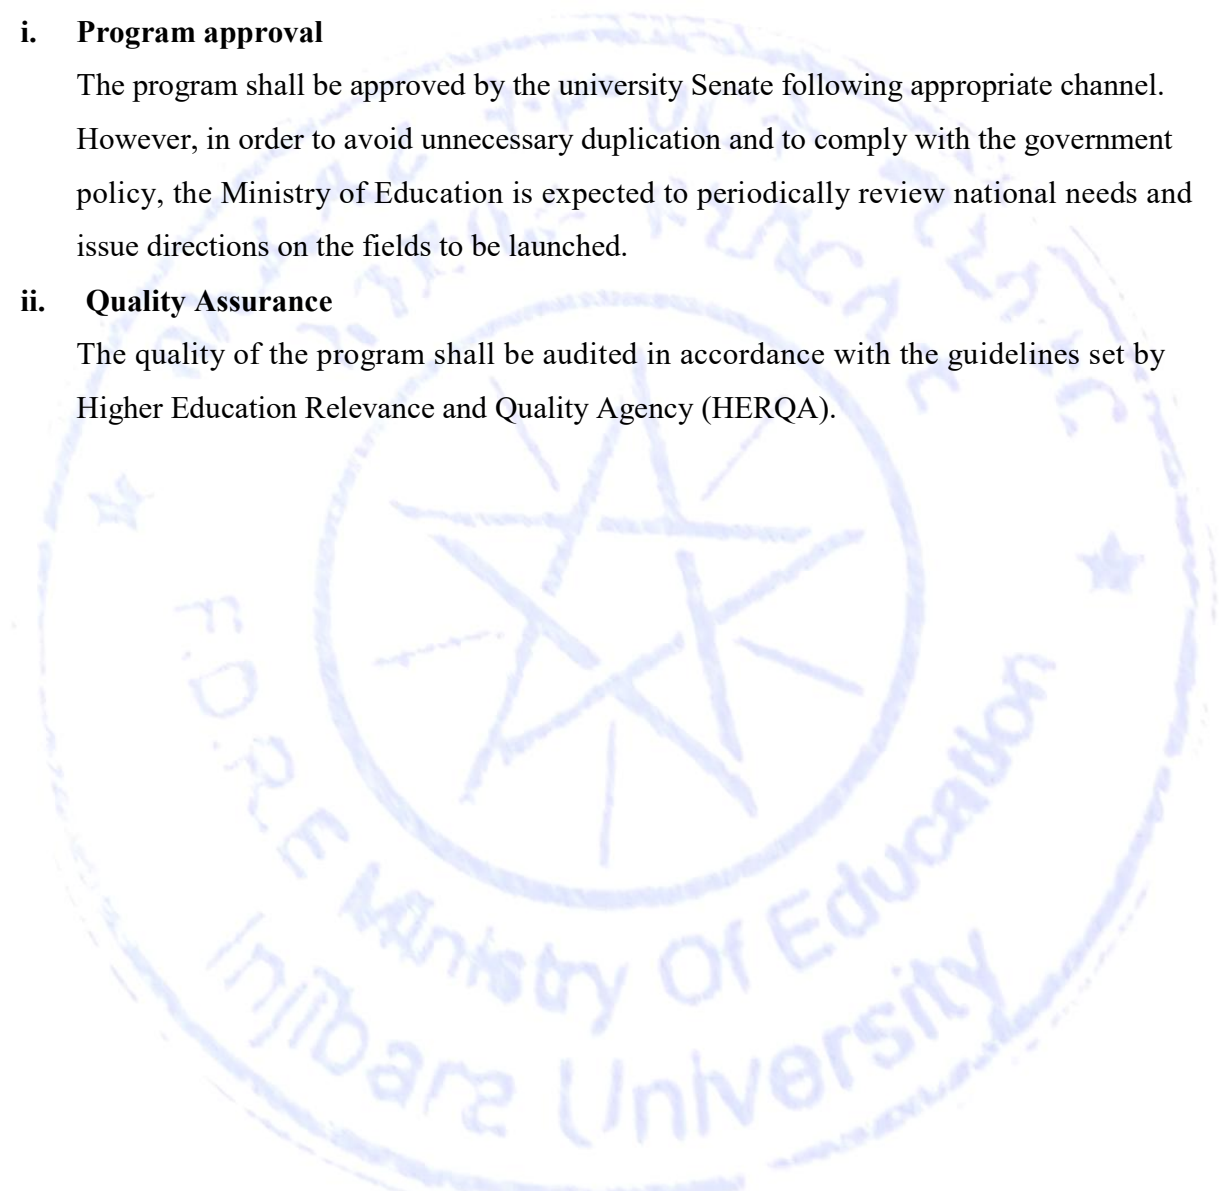 i. Program approval
The program shall be approved by the university Senate following appropriate channel.
However, in order to avoid unnecessary duplication and to comply with the government
policy, the Ministry of Education is expected to periodically review national needs and
issue directions on the fields to be launched.
ii. Quality Assurance
The quality of the program shall be audited in accordance with the guidelines set by
Higher Education Relevance and Quality Agency (HERQA).
F.D.R.E Ministry Of Education
Injibara University